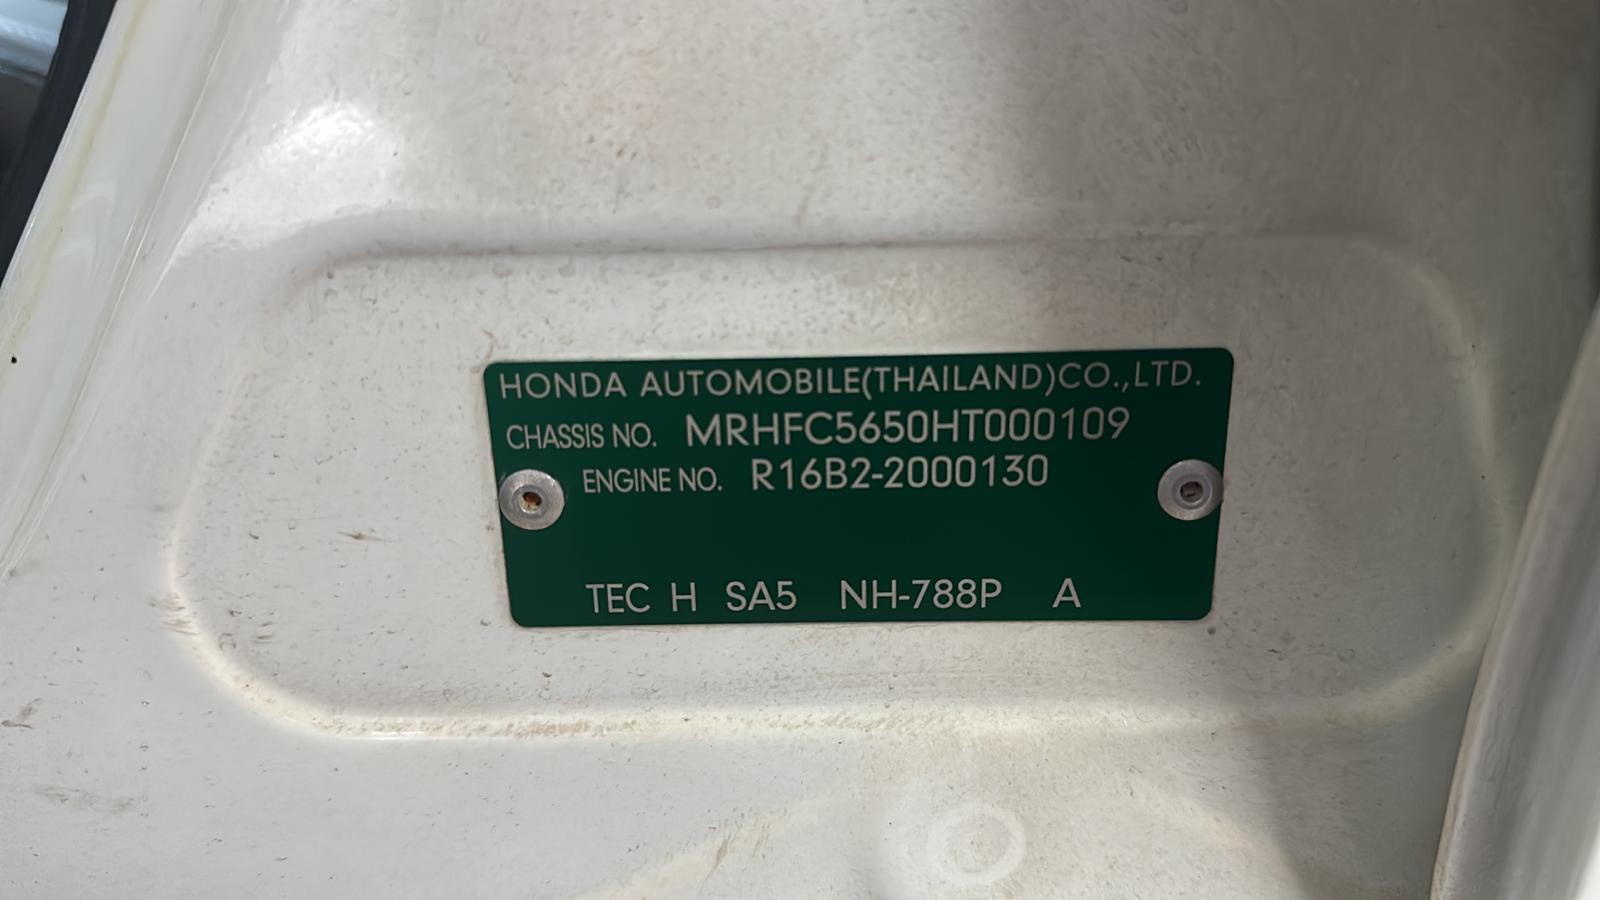 HONDA AUTOMOBILE(THAILAND)CO.,LTD.
CHASSIS NO. MRHFC5650HT000109
ENGINE NO. R16B2-2000130
TEC H SA5 NH-788P A